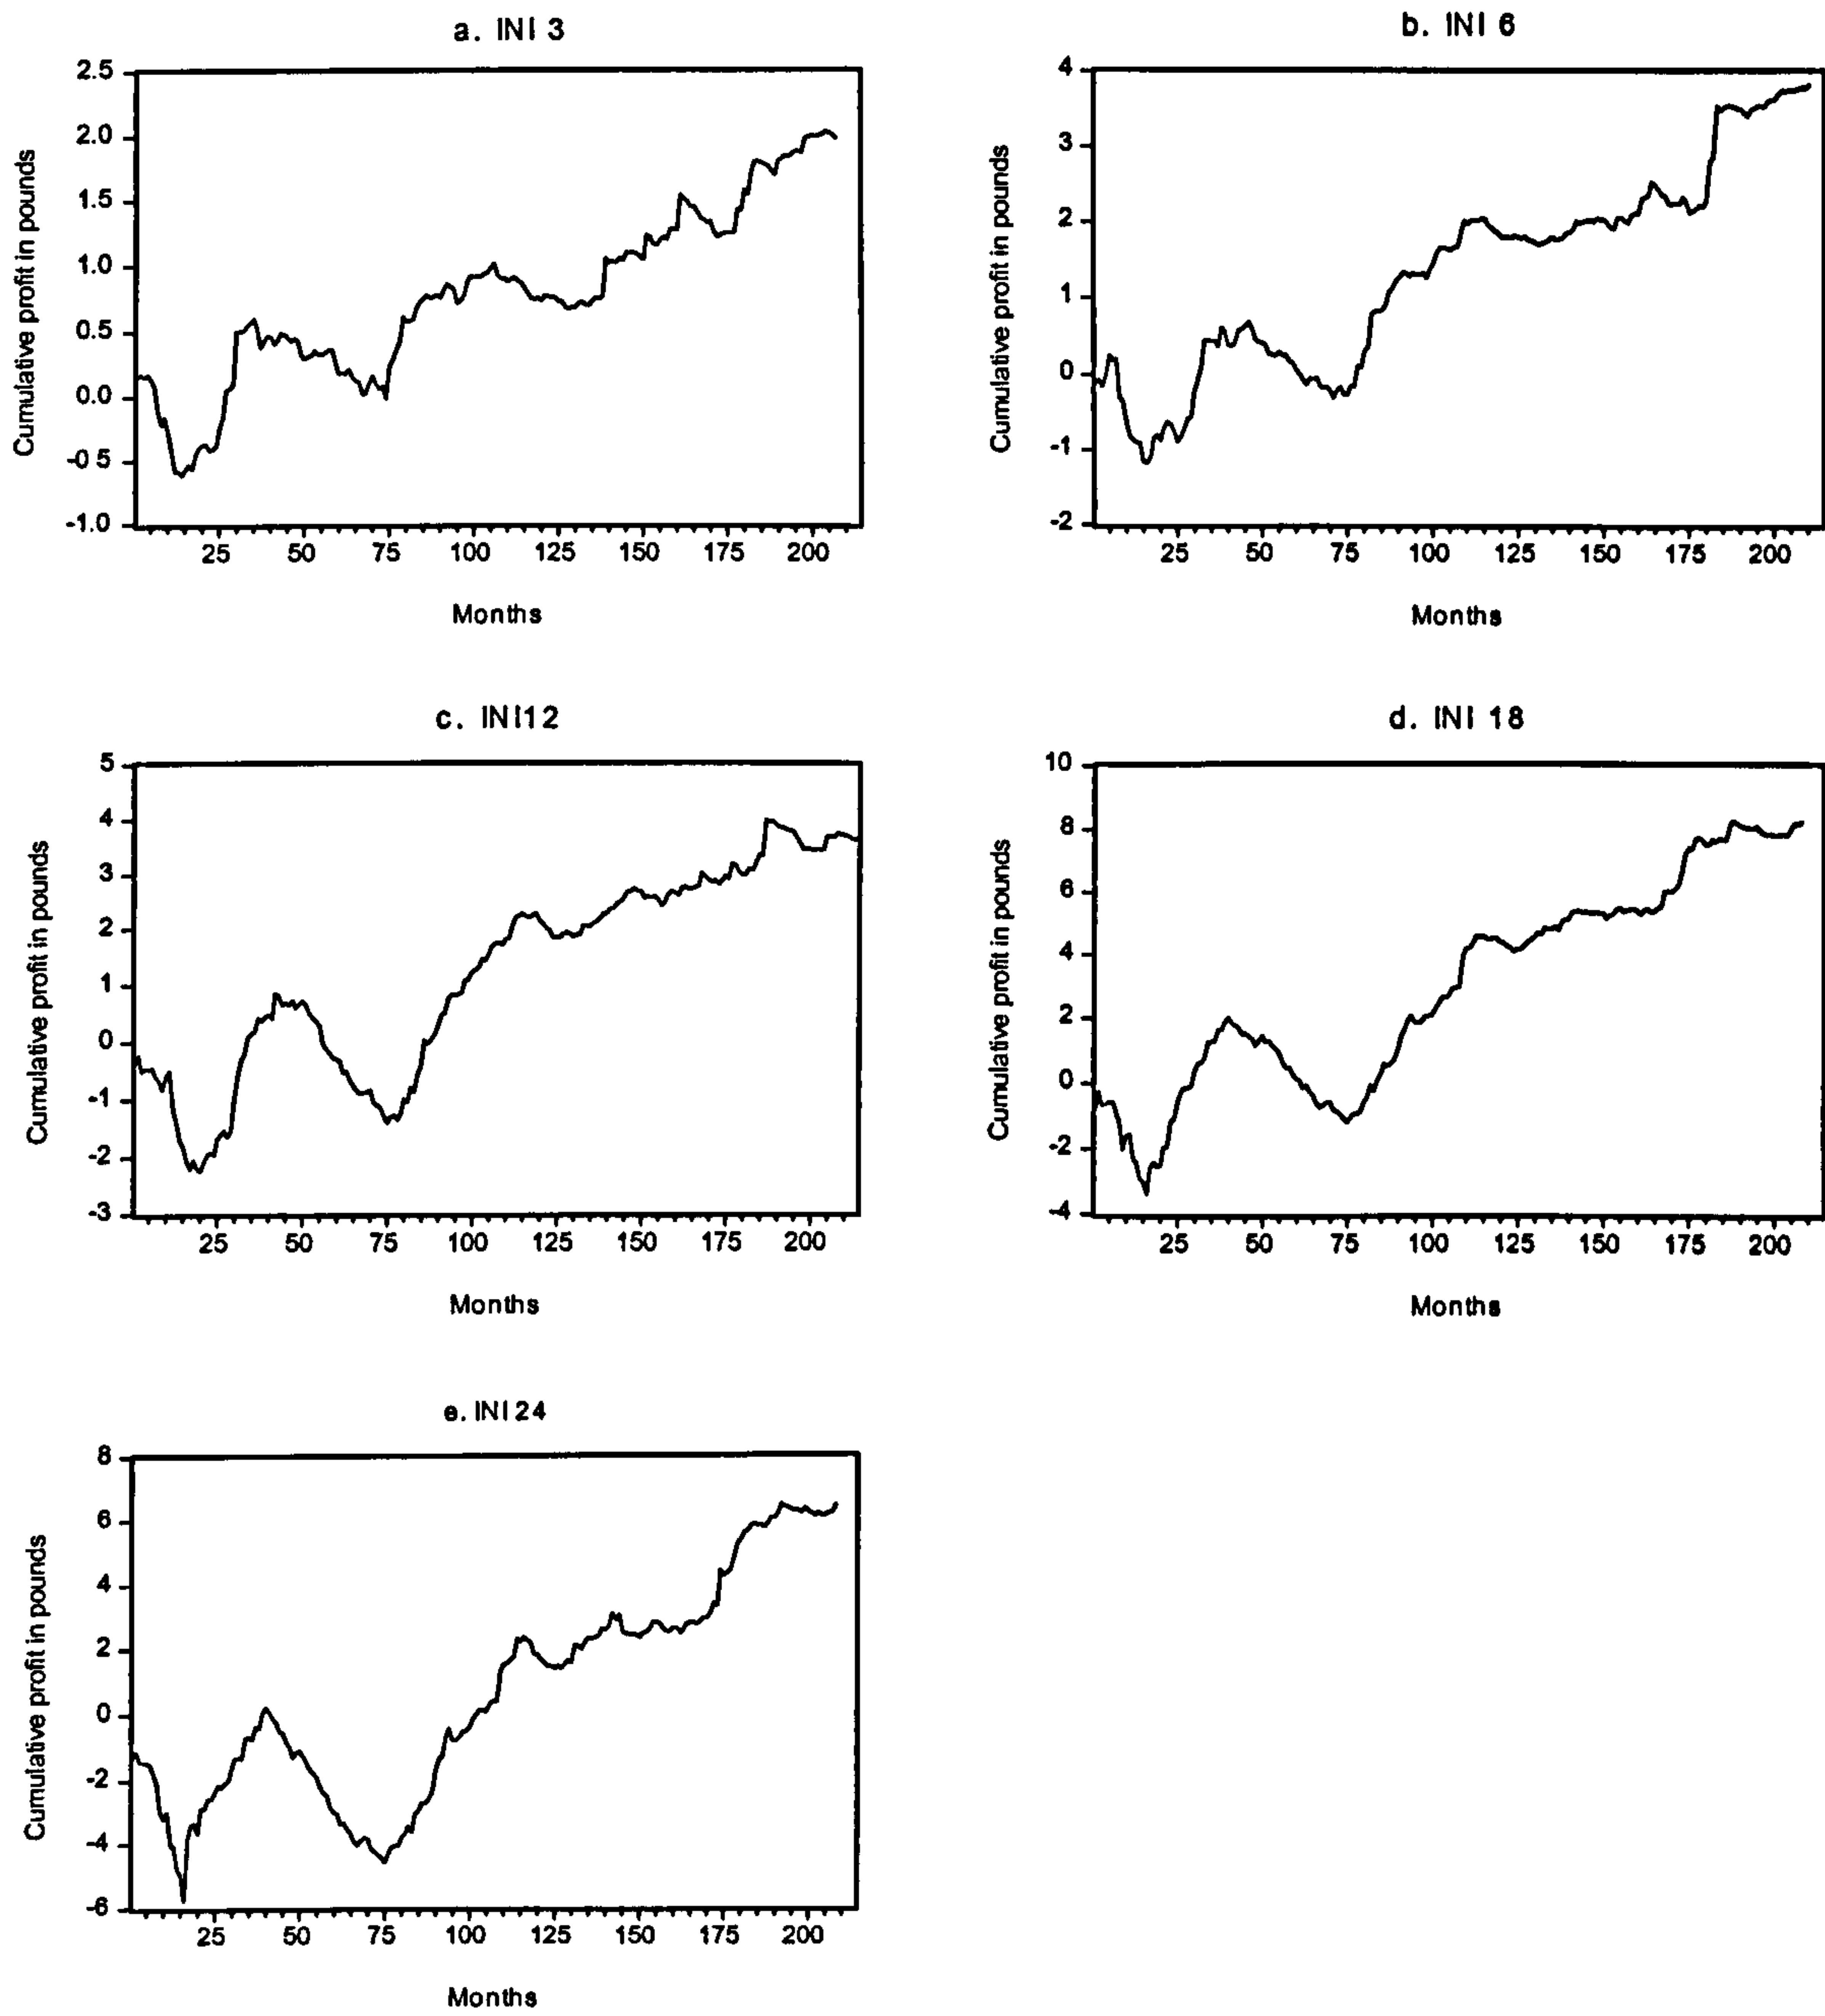 a. INI 3
Cumulative profit in pounds
2.5
2.0
1.5
1.0
0.5
0.0
-0 5
-1.0
25 50 75 100 125 150 175 200
Months
b. INI 6
Cumulative profit in pounds
4
3
2
1
0
-1
-2
25 50 75 100 125 150 175 200
Months
c. INI12
Cumulative profit in pounds
5
4
3
2
1
0
-1
-2
-3
25 50 75 100 125 150 175 200
Months
d. INI 18
Cumulative profit in pounds
10
8
6
4
2
0
-2
-4
25 50 75 100 125 150 175 200
Months
e. INI24
Cumulative profit in pounds
8
6
4
2
0
-2
-4
-6
25 50 75 100 125 150 175 200
Months